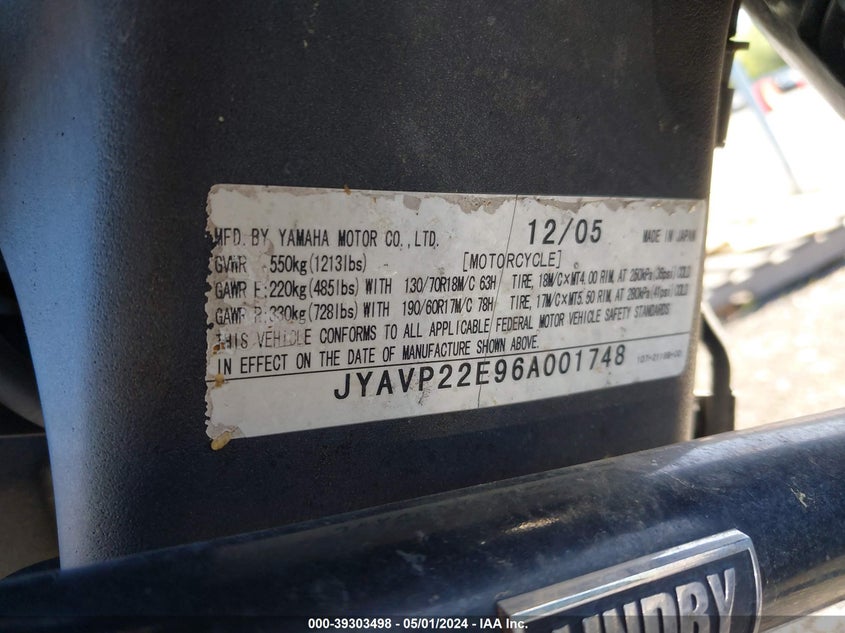 MFD. BY YAMAHA MOTOR CO.,LTD. 12/05 MADE IN JAPAN
GVWR 550kg(1213lbs) [MOTORCYCLE]
GAWR F:220kg(485lbs) WITH 130/70R18M/C 63H TIRE, 18M/C×MT4.00 RIM, AT 250kPa(36psi) COLD
GAWR R:330kg(728lbs) WITH 190/60R17M/C 78H TIRE, 17M/C×MT5.50 RIM, AT 280kPa(41psi) COLD
THIS VEHICLE CONFORMS TO ALL APPLICABLE FEDERAL MOTOR VEHICLE SAFETY STANDARDS
IN EFFECT ON THE DATE OF MANUFACTURE SHOWN ABOVE.
JYAVP22E96A001748
000-39303498 - 05/01/2024 - IAA Inc.